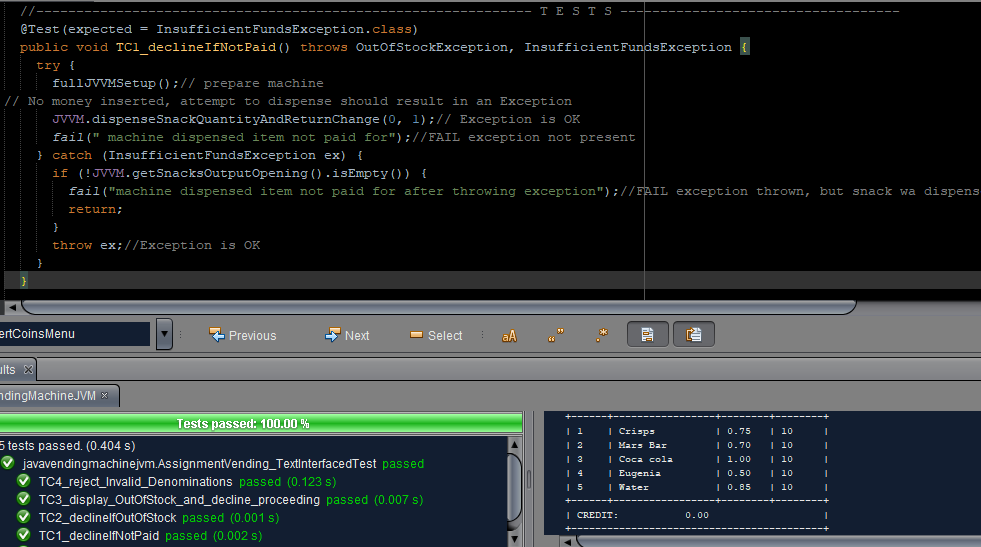 //--------------------------------------------------------------- T E S T S -----------------------------------
@Test(expected = InsufficientFundsException.class)
public void TC1_declineIfNotPaid() throws OutOfStockException, InsufficientFundsException {
try {
fullJVVMSetup();// prepare machine
// No money inserted, attempt to dispense should result in an Exception
JVVM.dispenseSnackQuantityAndReturnChange(0, 1);// Exception is OK
fail(" machine dispensed item not paid for");//FAIL exception not present
} catch (InsufficientFundsException ex) {
if (!JVVM.getSnacksOutputOpening().isEmpty()) {
fail("machine dispensed item not paid for after throwing exception");//FAIL exception thrown, but snack wa dispens
return;
}
throw ex;//Exception is OK
}
}
ertCoinsMenu
Previous
Next
Select
aA
ults
endingMachineJVM
Tests passed: 100.00 %
5 tests passed. (0.404 s)
javavendingmachinejvm.AssignmentVending_TextInterfacedTest passed
TC4_reject_Invalid_Denominations passed (0.123 s)
TC3_display_OutOfStock_and_decline_proceeding passed (0.007 s)
TC2_declineIfOutOfStock passed (0.001 s)
TC1_declineIfNotPaid passed (0.002 s)
+------+-----------------+--------+--------+
| 1 | Crisps | 0.75 | 10 |
| 2 | Mars Bar | 0.70 | 10 |
| 3 | Coca cola | 1.00 | 10 |
| 4 | Eugenia | 0.50 | 10 |
| 5 | Water | 0.85 | 10 |
+------+-----------------+--------+--------+
| CREDIT: 0.00 |
+------------------------------------------+